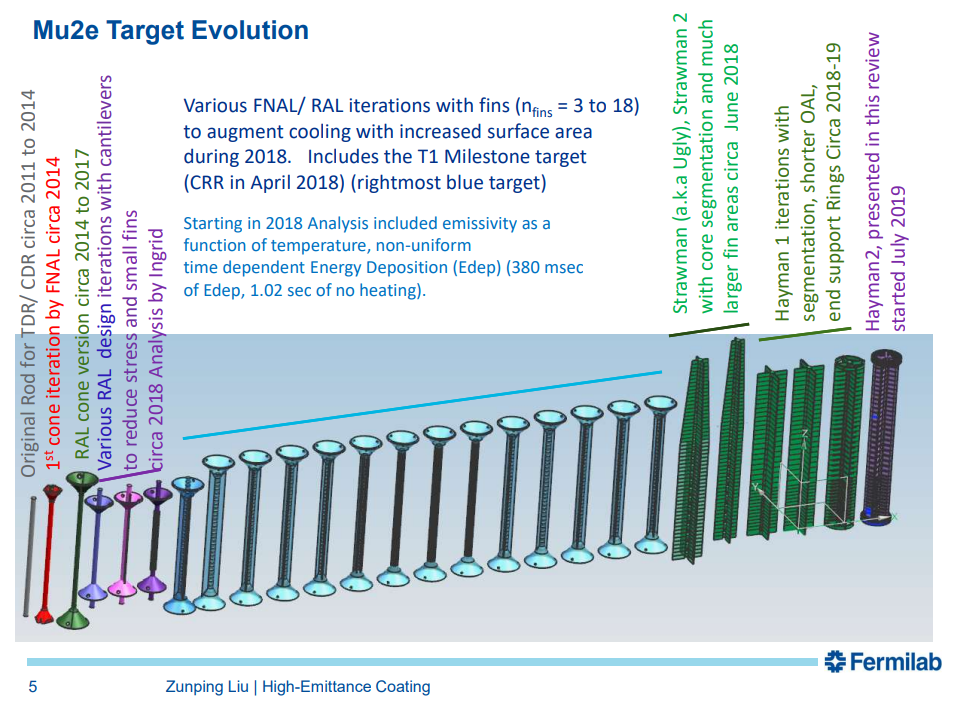 Mu2e Target Evolution
Original Rod for TDR/ CDR circa 2011 to 2014
1st cone iteration by FNAL circa 2014
RAL cone version circa 2014 to 2017
Various RAL  design iterations with cantilevers
to reduce stress and small fins
circa 2018 Analysis by Ingrid
Various FNAL/ RAL iterations with fins (nfins = 3 to 18)
to augment cooling with increased surface area
during 2018.   Includes the T1 Milestone target
(CRR in April 2018) (rightmost blue target)
Starting in 2018 Analysis included emissivity as a
function of temperature, non-uniform
time dependent Energy Deposition (Edep) (380 msec
of Edep, 1.02 sec of no heating).
Strawman (a.k.a Ugly), Strawman 2
with core segmentation and much
larger fin areas circa  June 2018
Hayman 1 iterations with
segmentation, shorter OAL,
end support Rings Circa 2018-19
Hayman2, presented in this review
started July 2019
Z
Y
X
Fermilab
5
Zunping Liu | High-Emittance Coating